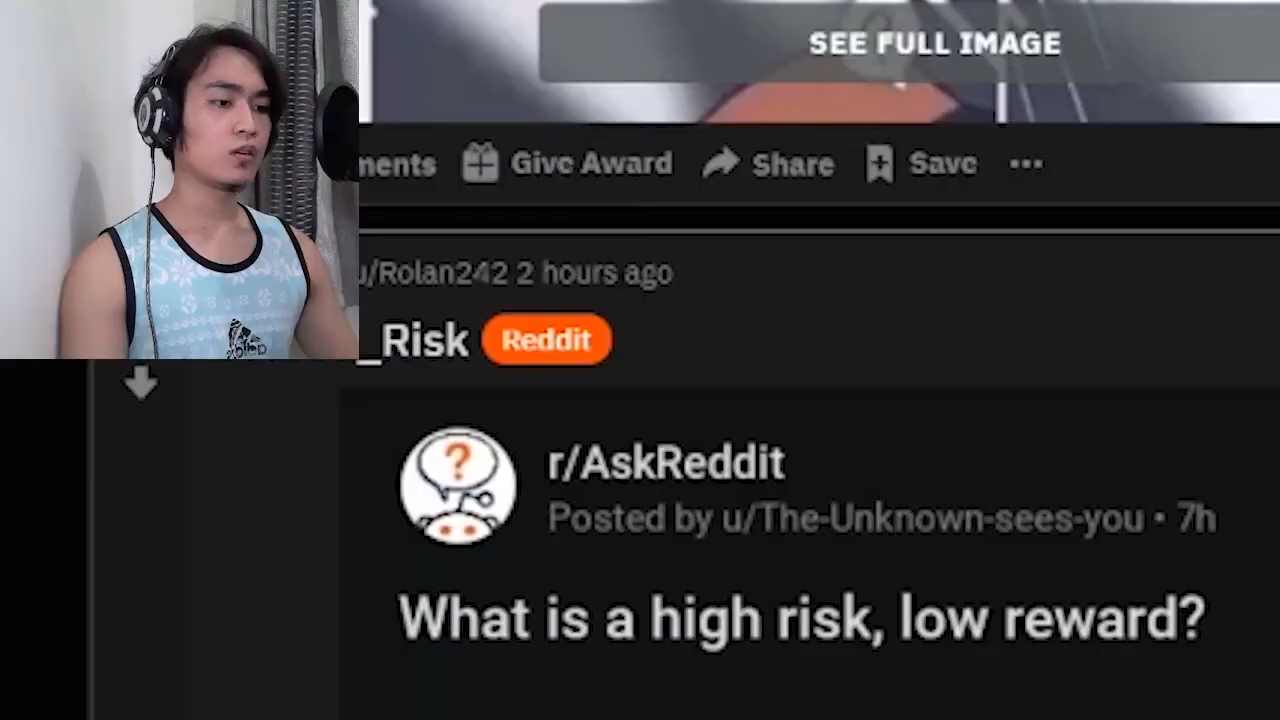 SEE FULL IMAGE
ments Give Award Share Save ...
u/Rolan242 2 hours ago
_Risk Reddit
r/AskReddit
Posted by u/The-Unknown-sees-you • 7h
What is a high risk, low reward?